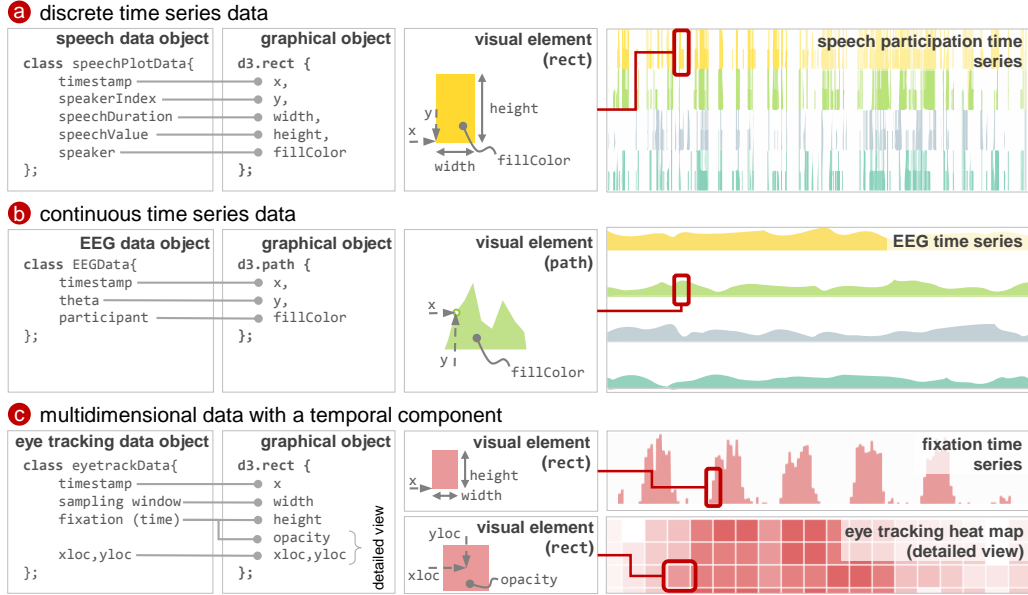 a discrete time series data
speech data object
class speechPlotData{
timestamp
speakerIndex
speechDuration
speechValue
speaker
};
graphical object
d3.rect {
x,
y,
width,
height,
fillColor
};
visual element
(rect)
y
height
x
width
fillColor
speech participation time
series
b continuous time series data
EEG data object
class EEGData{
timestamp
theta
participant
};
graphical object
d3.path {
x,
y,
fillColor
};
visual element
(path)
x
y
fillColor
EEG time series
c multidimensional data with a temporal component
eye tracking data object
class eyetrackData{
timestamp
sampling window
fixation (time)
xloc,yloc
};
graphical object
d3.rect {
x
width
height
opacity
xloc,yloc
};
detailed view
visual element
(rect)
height
x
width
fixation time
series
visual element
(rect)
yloc
xloc
opacity
eye tracking heat map
(detailed view)